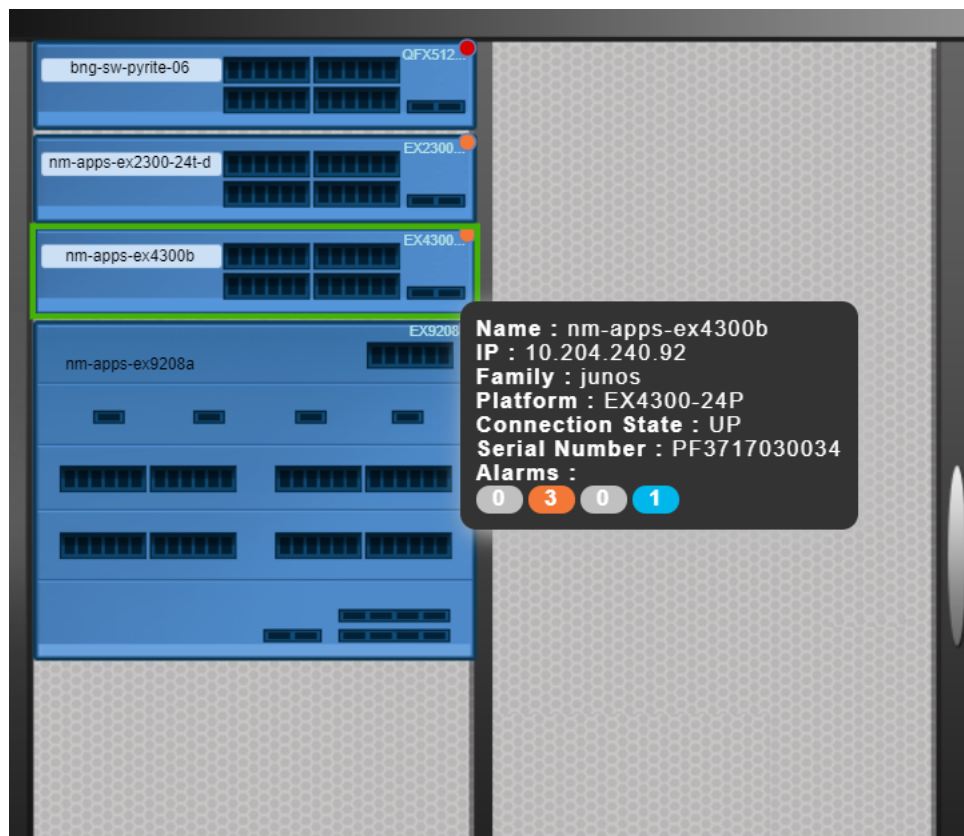 QFX512...
bng-sw-pyrite-06
EX2300...
nm-apps-ex2300-24t-d
EX4300...
nm-apps-ex4300b
EX9208
nm-apps-ex9208a
Name : nm-apps-ex4300b
IP : 10.204.240.92
Family : junos
Platform : EX4300-24P
Connection State : UP
Serial Number : PF3717030034
Alarms :
0 3 0 1